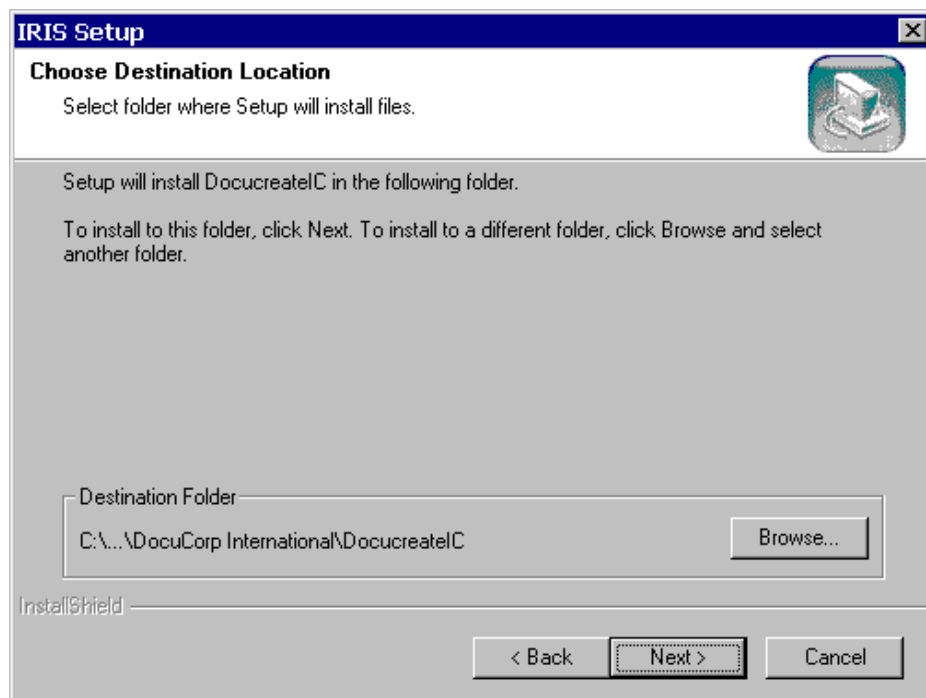 IRIS Setup
Choose Destination Location
Select folder where Setup will install files.
Setup will install DocucreateIC in the following folder.
To install to this folder, click Next. To install to a different folder, click Browse and select
another folder.
Destination Folder
C:\...\DocuCorp International\DocucreateIC
Browse...
InstallShield
< Back
Next >
Cancel